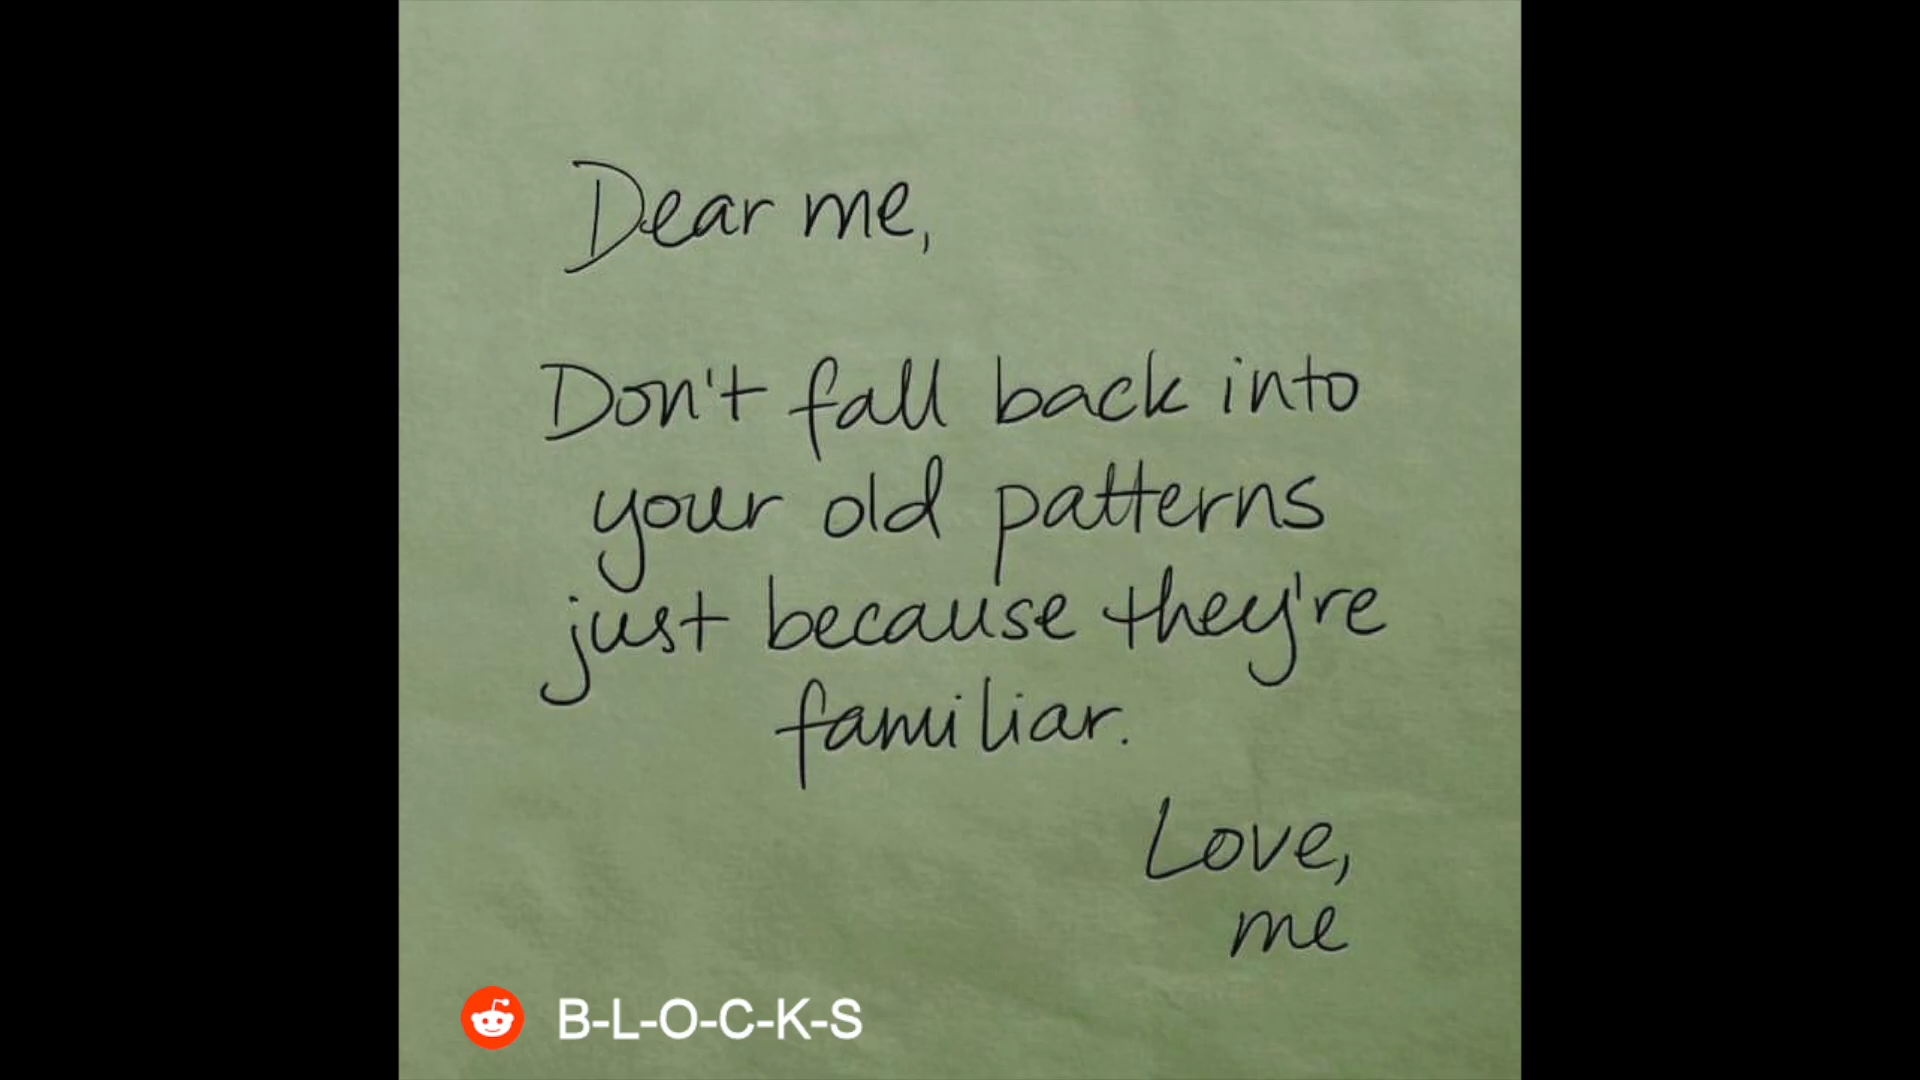 Dear me,
Don't fall back into
your old patterns
just because they're
familiar.
Love,
me
B-L-O-C-K-S